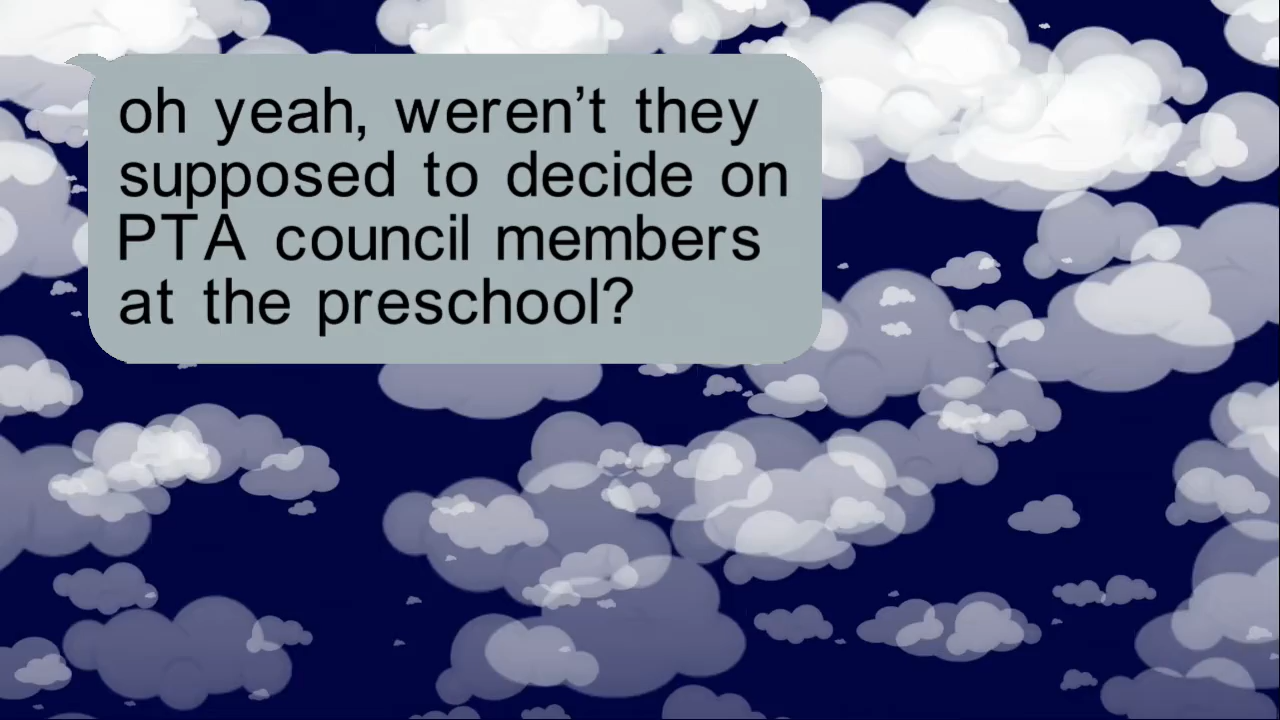 oh yeah, weren’t they
supposed to decide on
PTA council members
at the preschool?